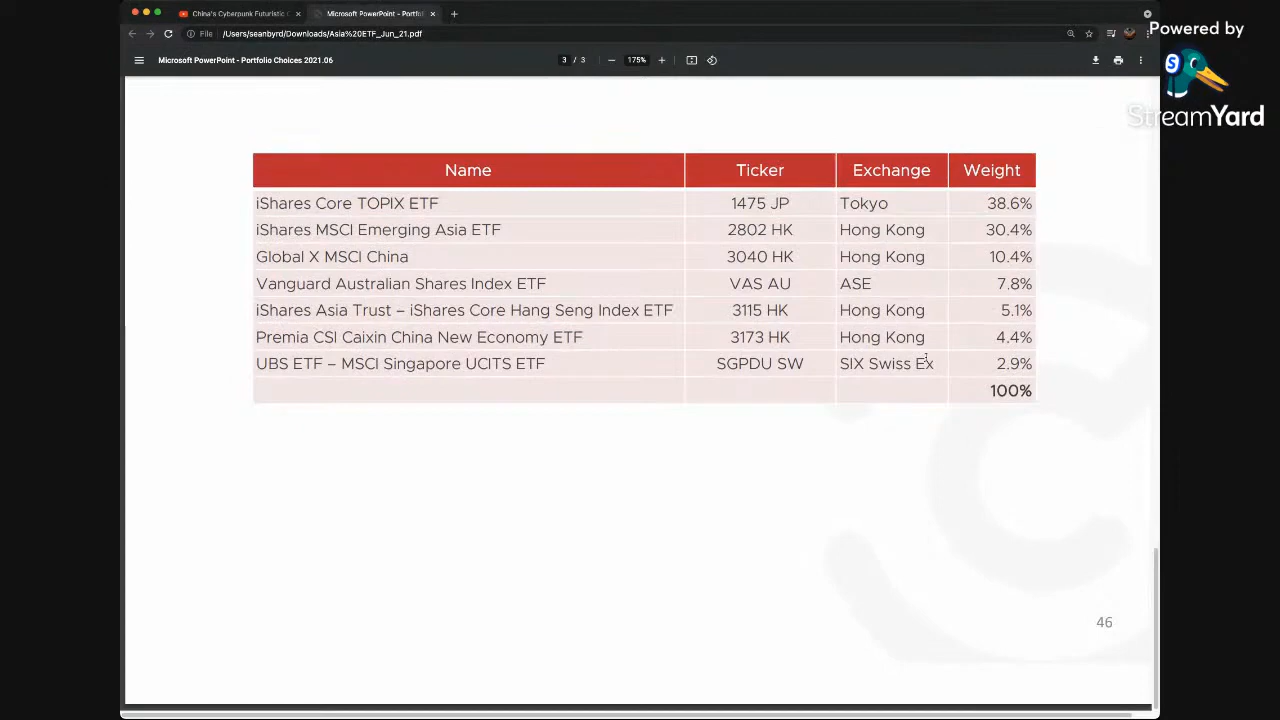 China's Cyberpunk Futuristic
Microsoft PowerPoint - Portfoli
File
/Users/seanbyrd/Downloads/Asia%20ETF_Jun_21.pdf
Powered by
StreamYard
Microsoft PowerPoint - Portfolio Choices 2021.06
3 / 3
175%
Name Ticker Exchange Weight
iShares Core TOPIX ETF 1475 JP Tokyo 38.6%
iShares MSCI Emerging Asia ETF 2802 HK Hong Kong 30.4%
Global X MSCI China 3040 HK Hong Kong 10.4%
Vanguard Australian Shares Index ETF VAS AU ASE 7.8%
iShares Asia Trust – iShares Core Hang Seng Index ETF 3115 HK Hong Kong 5.1%
Premia CSI Caixin China New Economy ETF 3173 HK Hong Kong 4.4%
UBS ETF – MSCI Singapore UCITS ETF SGPDU SW SIX Swiss Ex 2.9%
100%
46